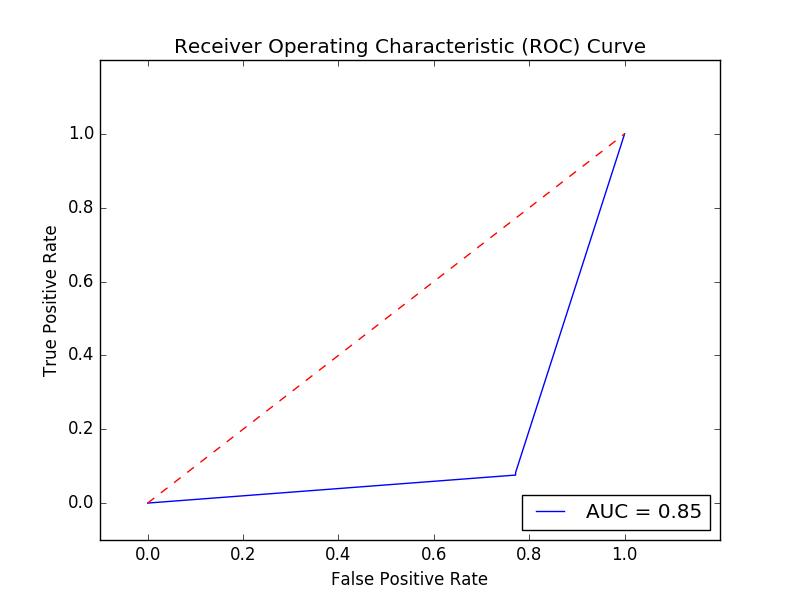 Receiver Operating Characteristic (ROC) Curve
True Positive Rate
1.0
0.8
0.6
0.4
0.2
0.0
AUC = 0.85
0.0 0.2 0.4 0.6 0.8 1.0
False Positive Rate